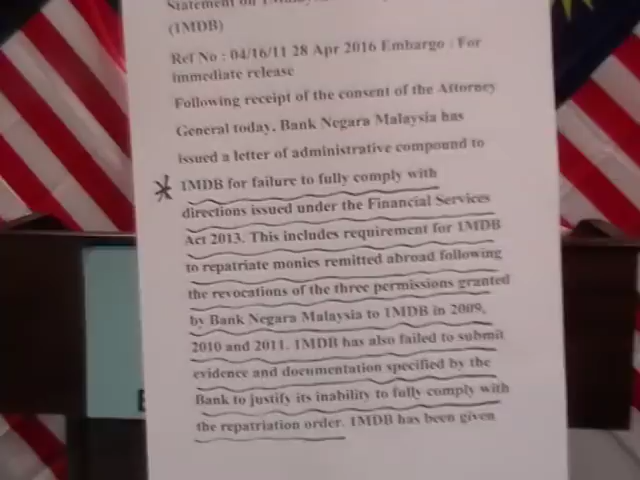 Statement on
(1MDB)
Ref No : 04/16/11 28 Apr 2016 Embargo : For
immediate release
Following receipt of the consent of the Attorney
General today, Bank Negara Malaysia has
issued a letter of administrative compound to
1MDB for failure to fully comply with
directions issued under the Financial Services
Act 2013. This includes requirement for 1MDB
to repatriate monies remitted abroad following
the revocations of the three permissions granted
by Bank Negara Malaysia to 1MDB in 2009,
2010 and 2011. 1MDB has also failed to submit
evidence and documentation specified by the
Bank to justify its inability to fully comply with
the repatriation order. 1MDB has been given